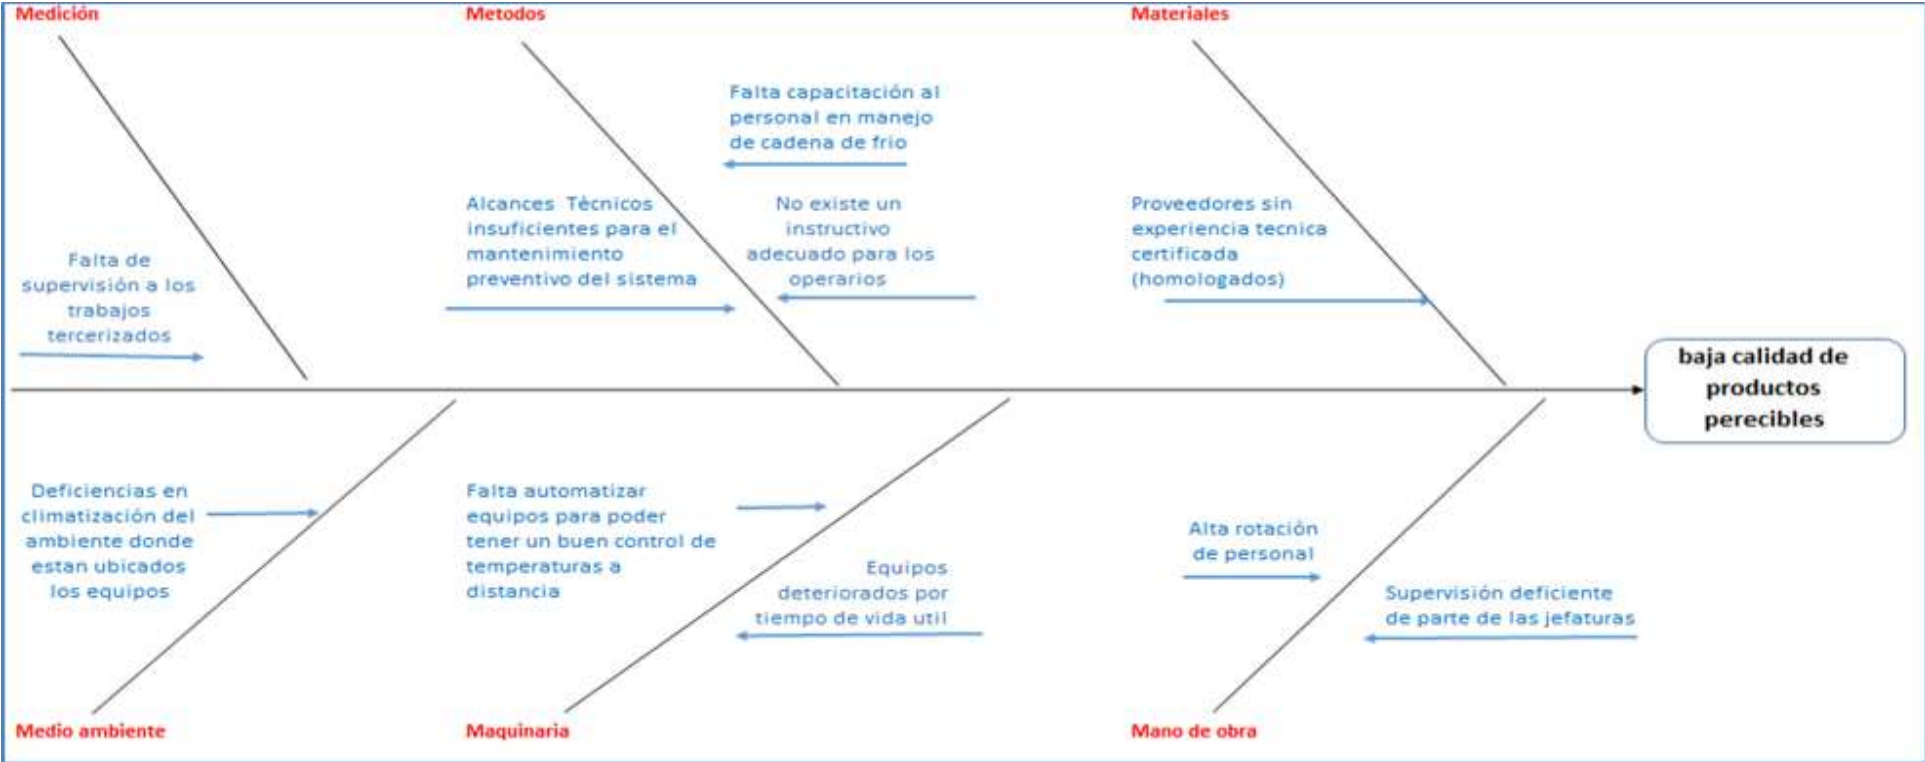 Medición
Metodos
Materiales
Falta capacitación al
personal en manejo
de cadena de frio
Alcances Tècnicos
insuficientes para el
mantenimiento
preventivo del sistema
No existe un
instructivo
adecuado para los
operarios
Proveedores sin
experiencia tecnica
certificada
(homologados)
Falta de
supervisión a los
trabajos
tercerizados
baja calidad de
productos
perecibles
Deficiencias en
climatización del
ambiente donde
estan ubicados
los equipos
Falta automatizar
equipos para poder
tener un buen control de
temperaturas a
distancia
Equipos
deteriorados por
tiempo de vida util
Alta rotación
de personal
Supervisión deficiente
de parte de las jefaturas
Medio ambiente
Maquinaria
Mano de obra